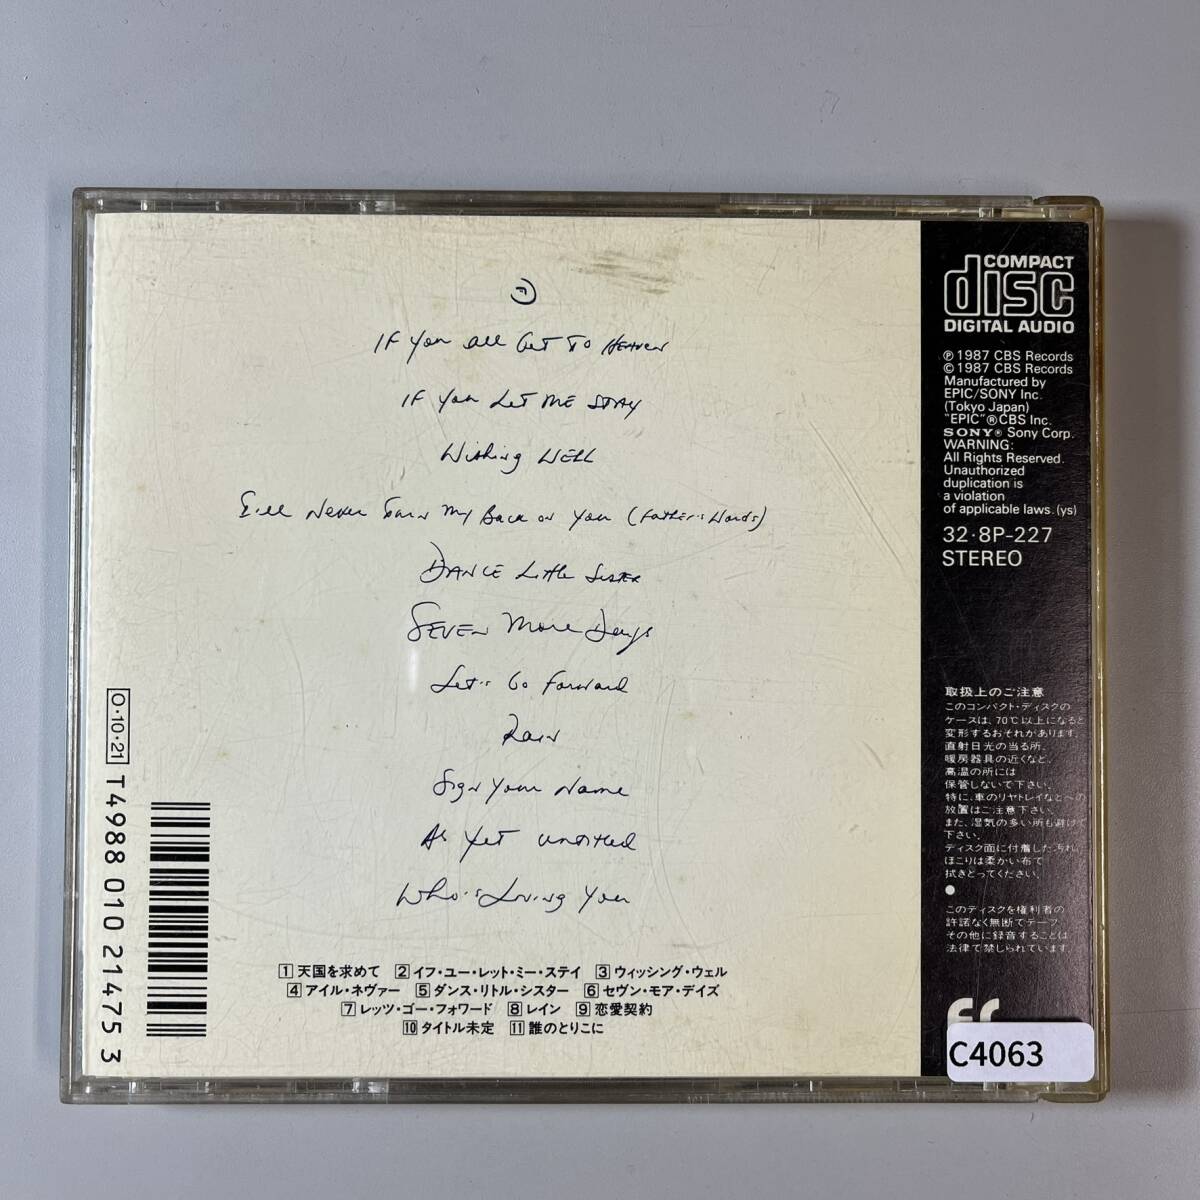 If You All Get To Heaven
If You Let Me Stay
Wishing Well
I'll Never Turn My Back on You (Father's Words)
Dance Little Sister
Seven More Days
Let's Go Forward
Rain
Sign Your Name
As Yet Untitled
Who's Loving You
1 天国を求めて 2 イフ・ユー・レット・ミー・ステイ 3 ウィッシング・ウェル
4 アイル・ネヴァー 5 ダンス・リトル・シスター 6 セヴン・モア・デイズ
7 レッツ・ゴー・フォワード 8 レイン 9 恋愛契約
10 タイトル未定 11 誰のとりこに
O・10・21
T4988 010 21475 3
COMPACT
disc
DIGITAL AUDIO
℗ 1987 CBS Records
© 1987 CBS Records
Manufactured by
EPIC/SONY Inc.
(Tokyo Japan)
"EPIC"® CBS Inc.
SONY® Sony Corp.
WARNING:
All Rights Reserved.
Unauthorized
duplication is
a violation
of applicable laws. (ys)
32・8P-227
STEREO
取扱上のご注意
このコンパクト・ディスクの
ケースは、70℃以上になると
変形するおそれがあります。
直射日光の当る所、
暖房器具の近くなど、
高温の所には
保管しないで下さい。
特に、車のリヤトレイなどへの
放置はご注意下さい。
また、湿気の多い所も避けて
下さい。
ディスク面に付着した汚れ、
ほこりは柔かい布で
拭きとってください。
●
このディスクを権利者の
許諾なく無断でテープ、
その他に録音することは
法律で禁じられています。
C4063